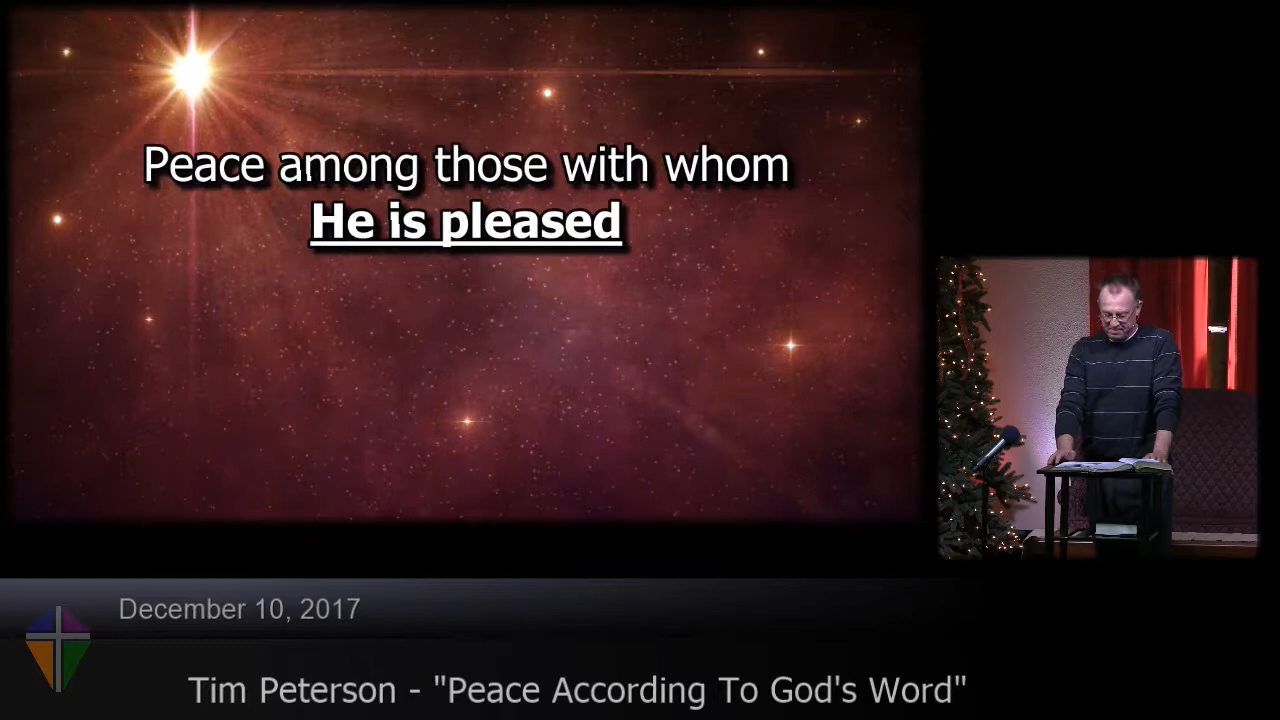 Peace among those with whom
He is pleased
December 10, 2017
Tim Peterson - "Peace According To God's Word"